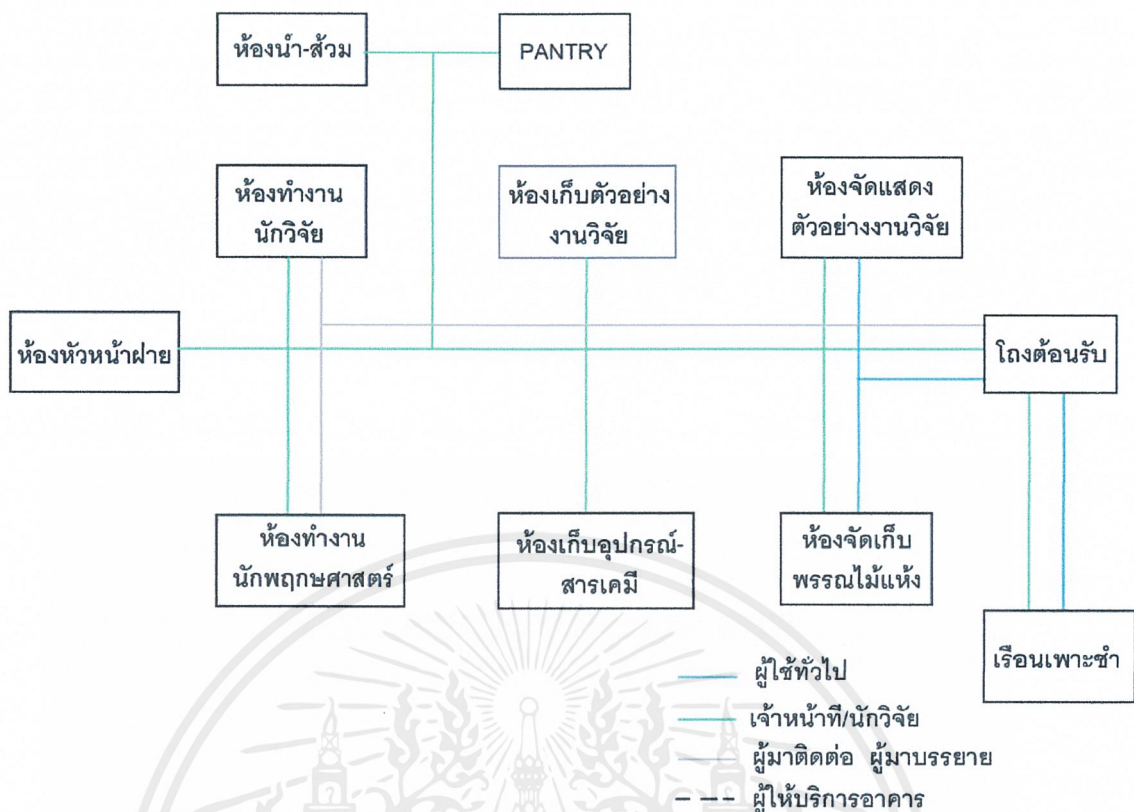 ห้องนำ-ส้วม
PANTRY
ห้องทำงาน
นักวิจัย
ห้องเก็บตัวอย่าง
งานวิจัย
ห้องจัดแสดง
ตัวอย่างงานวิจัย
ห้องหัวหน้าฝ่าย
โถงต้อนรับ
ห้องทำงาน
นักพฤกษศาสตร์
ห้องเก็บอุปกรณ์-
สารเคมี
ห้องจัดเก็บ
พรรณไม้แห้ง
เรือนเพาะชำ
ผู้ใช้ทั่วไป
เจ้าหน้าที/นักวิจัย
ผู้มาติดต่อ ผู้มาบรรยาย
ผู้ให้บริการอาคาร